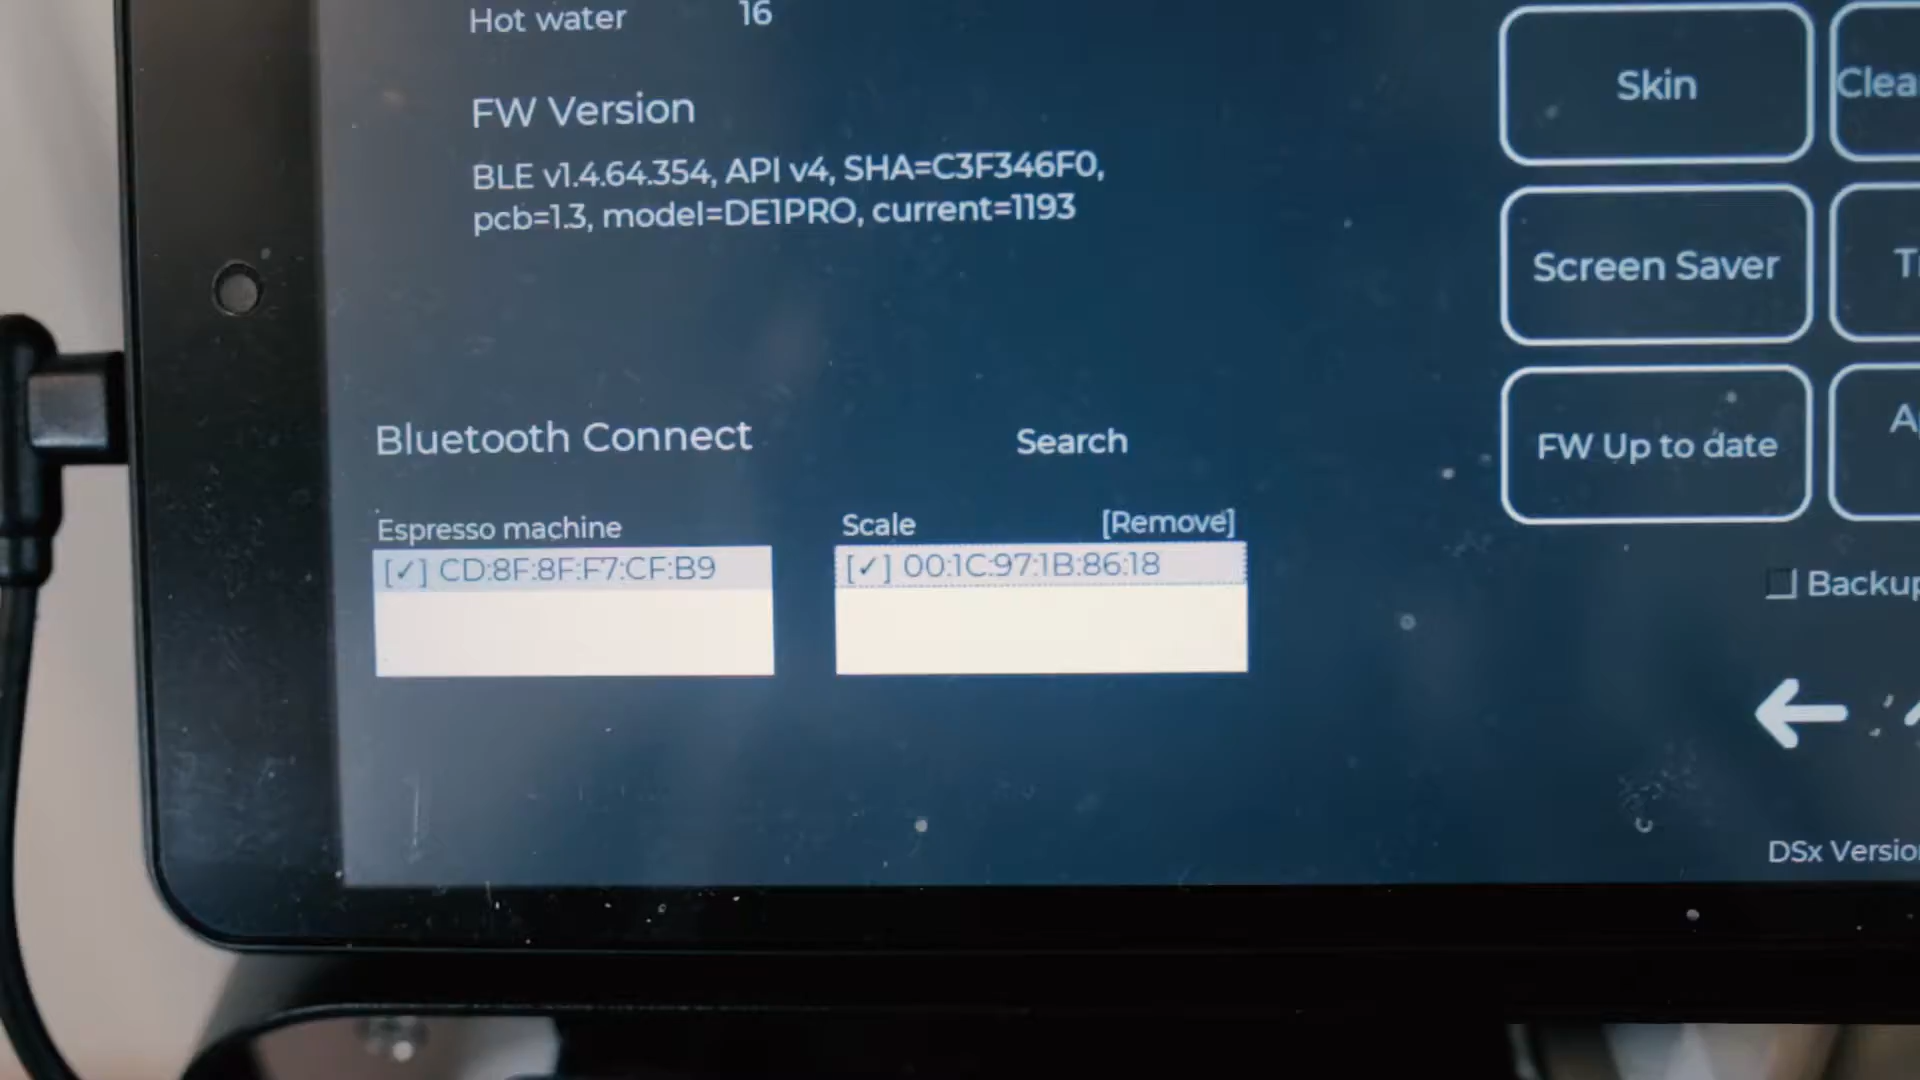 Hot water 16
FW Version
BLE v1.4.64.354, API v4, SHA=C3F346F0,
pcb=1.3, model=DE1PRO, current=1193
Bluetooth Connect
Search
Espresso machine
[✓] CD:8F:8F:F7:CF:B9
Scale [Remove]
[✓] 00:1C:97:1B:86:18
Skin
Screen Saver
FW Up to date
Backup
DSx Version